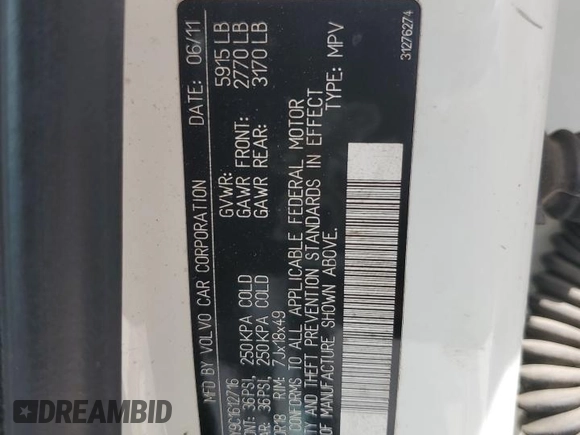 MFD BY VOLVO CAR CORPORATION DATE: 06/11
GVWR: 5915 LB
GAWR FRONT: 2770 LB
GAWR REAR: 3170 LB
36PSI, 250KPA COLD
36PSI, 250KPA COLD
RIM: 7Jx18x49
CONFORMS TO ALL APPLICABLE FEDERAL MOTOR
THEFT PREVENTION STANDARDS IN EFFECT
OF MANUFACTURE SHOWN ABOVE.
TYPE: MPV
31276274